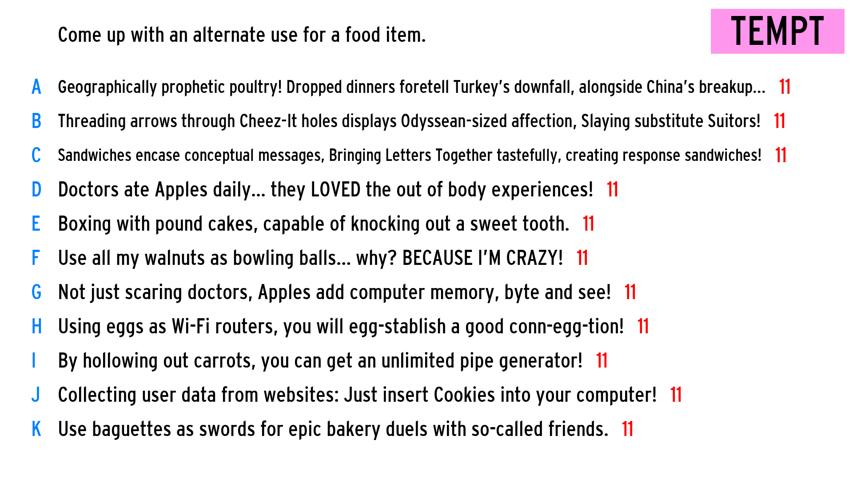 Come up with an alternate use for a food item.
TEMPT
A Geographically prophetic poultry! Dropped dinners foretell Turkey's downfall, alongside China's breakup... 11
B Threading arrows through Cheez-It holes displays Odyssean-sized affection, Slaying substitute Suitors! 11
C Sandwiches encase conceptual messages, Bringing Letters Together tastefully, creating response sandwiches! 11
D Doctors ate Apples daily... they LOVED the out of body experiences! 11
E Boxing with pound cakes, capable of knocking out a sweet tooth. 11
F Use all my walnuts as bowling balls... why? BECAUSE I'M CRAZY! 11
G Not just scaring doctors, Apples add computer memory, byte and see! 11
H Using eggs as Wi-Fi routers, you will egg-stablish a good conn-egg-tion! 11
I By hollowing out carrots, you can get an unlimited pipe generator! 11
J Collecting user data from websites: Just insert Cookies into your computer! 11
K Use baguettes as swords for epic bakery duels with so-called friends. 11